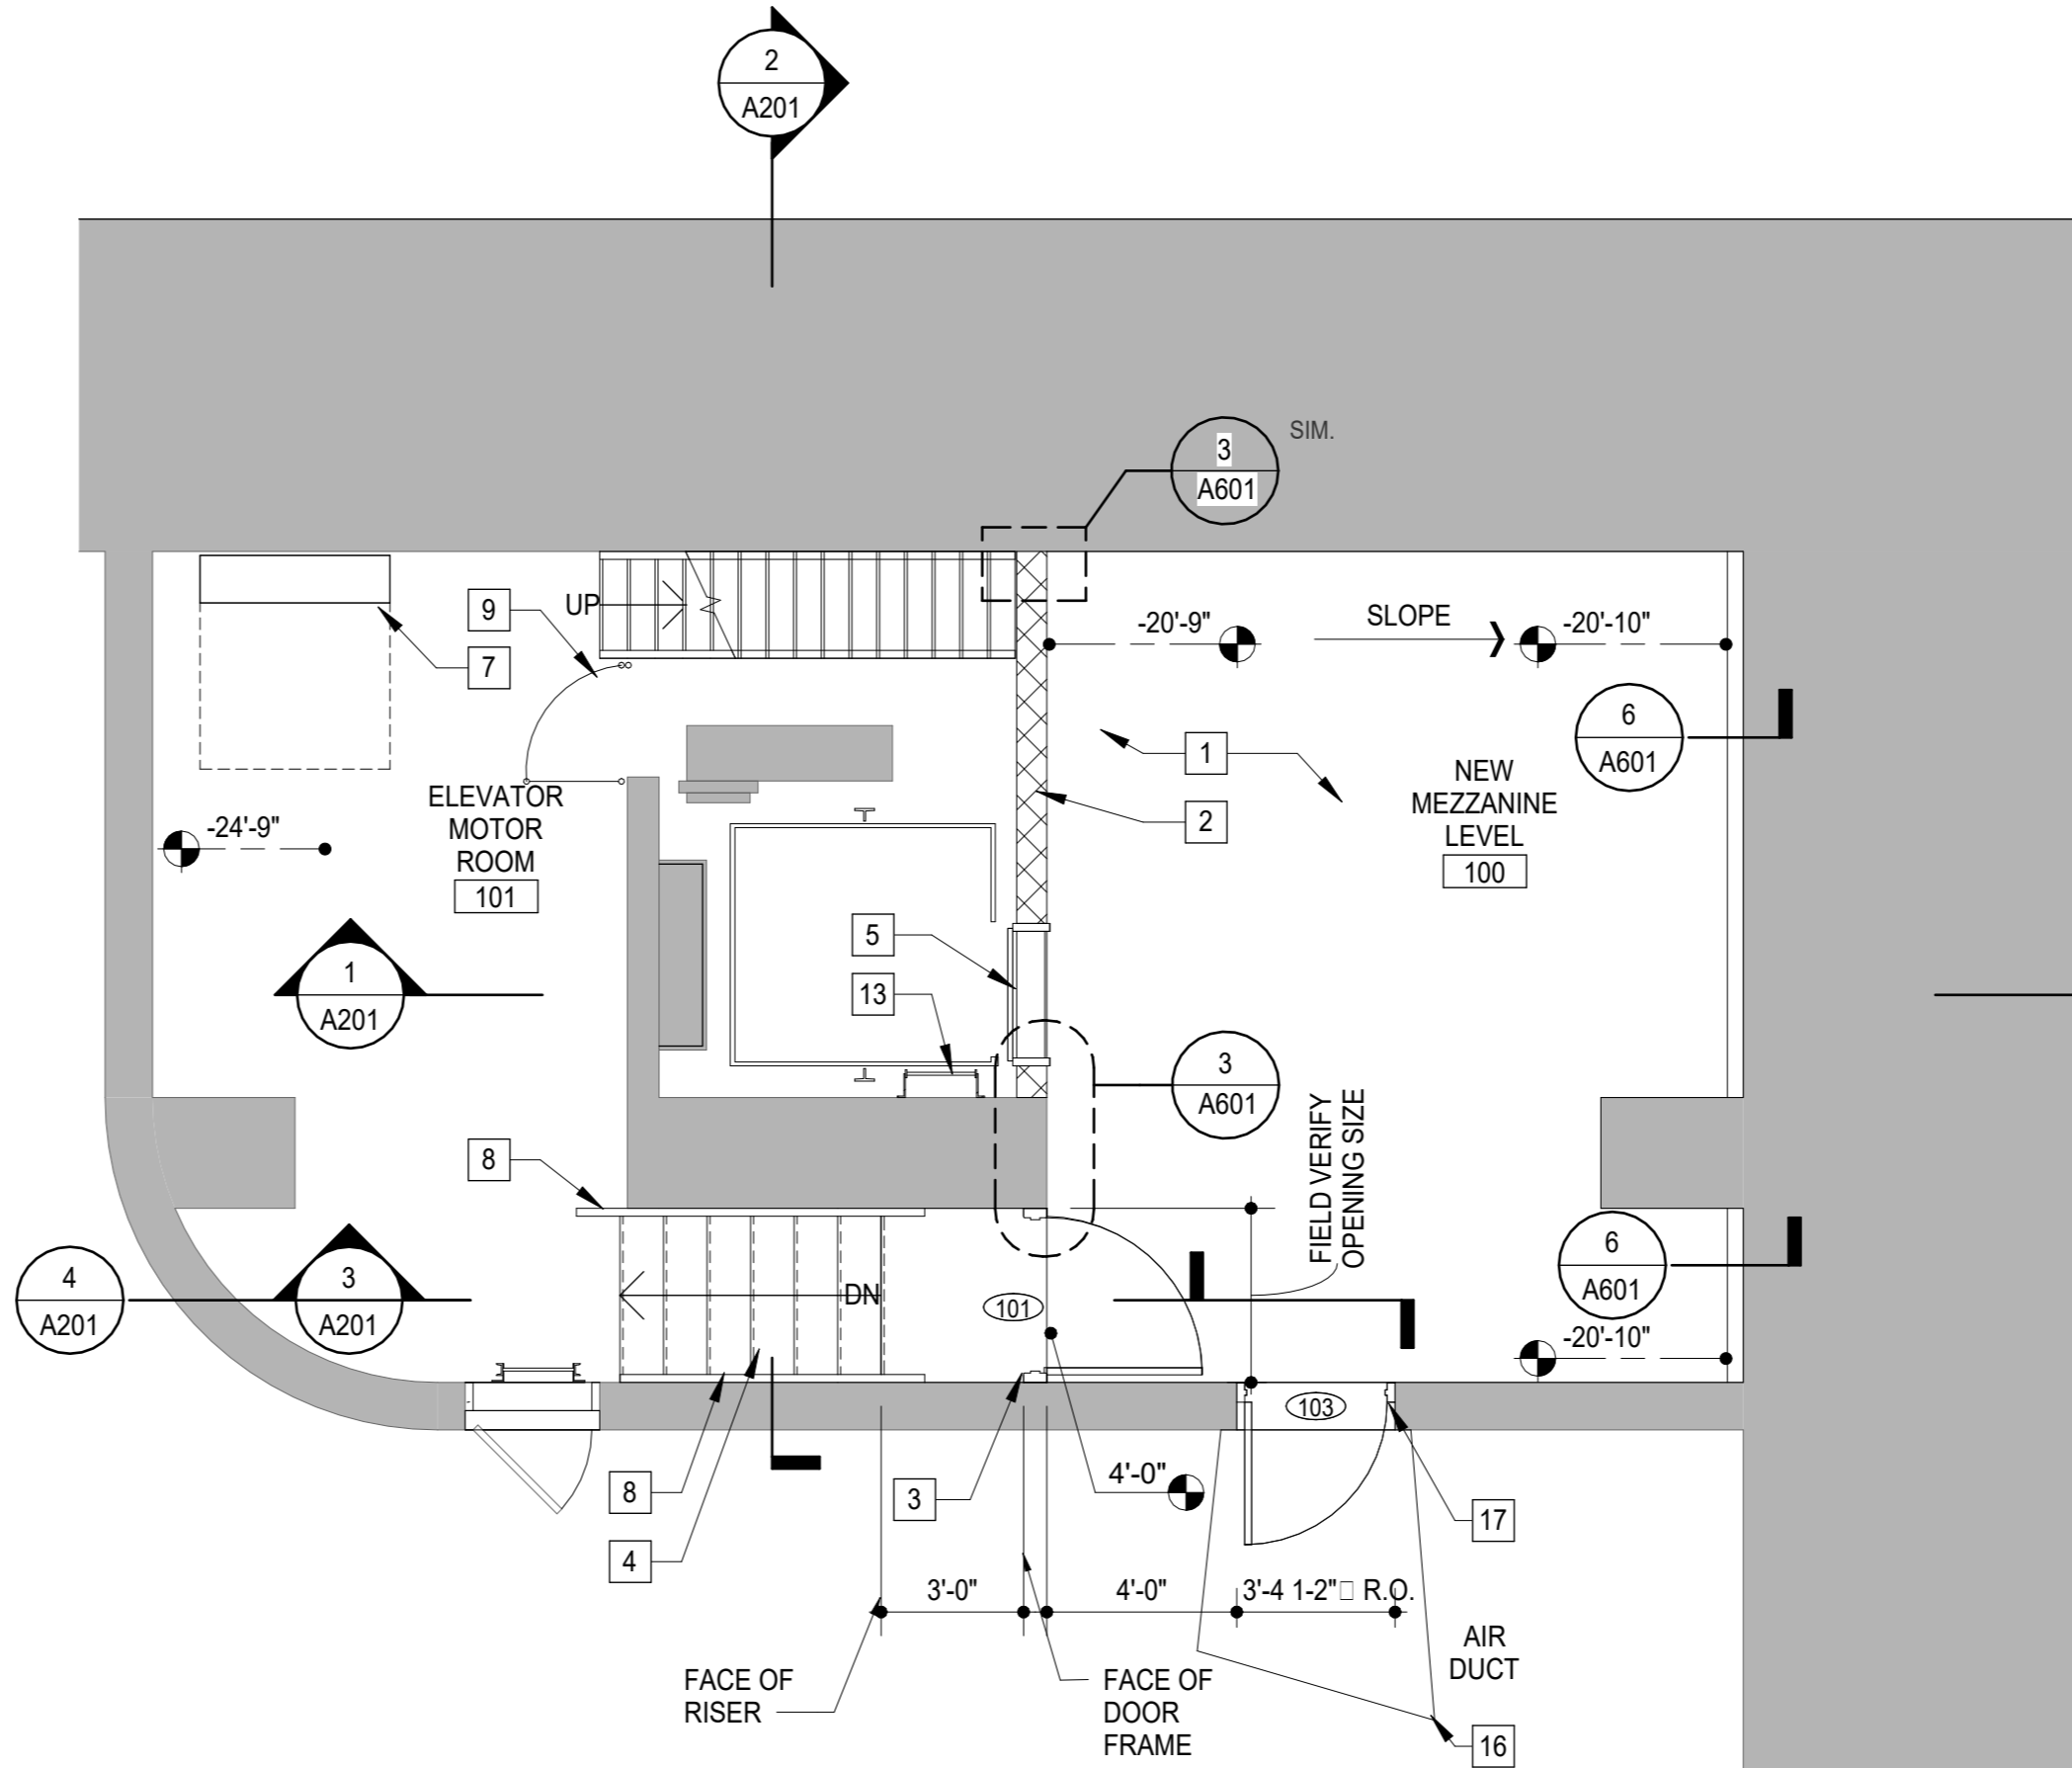 2
A201
3
A601
SIM.
UP
9
7
-20'-9"
SLOPE
-20'-10"
1
2
6
A601
NEW
MEZZANINE
LEVEL
100
ELEVATOR
MOTOR
ROOM
101
-24'-9"
5
13
1
A201
3
A601
FIELD VERIFY
OPENING SIZE
8
4
A201
3
A201
DN
101
6
A601
-20'-10"
103
8
4
3
4'-0"
17
3'-0"
4'-0"
3'-4 1-2"□ R.O.
AIR
DUCT
FACE OF
RISER
FACE OF
DOOR
FRAME
16